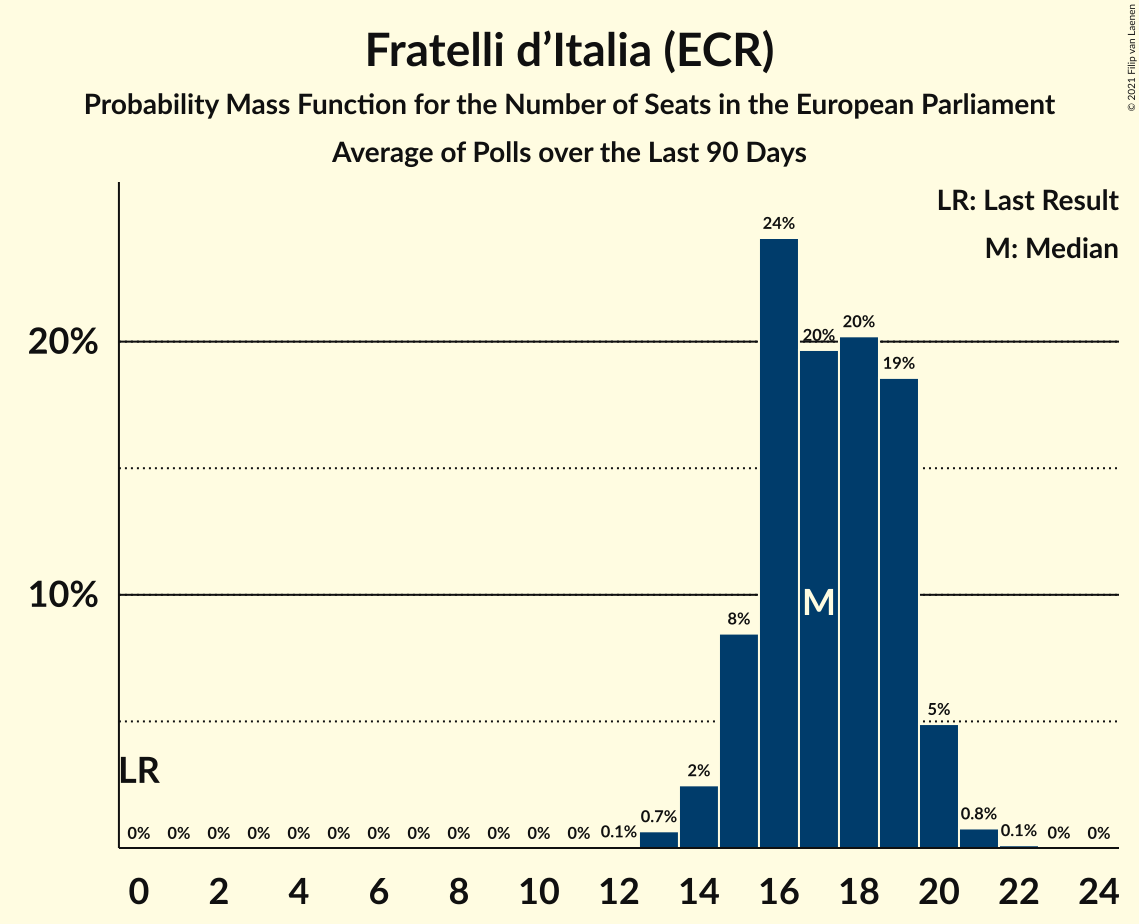 Fratelli d’Italia (ECR)
Probability Mass Function for the Number of Seats in the European Parliament
Average of Polls over the Last 90 Days
© 2021 Filip van Laenen
LR: Last Result
M: Median
24%
20%
20%
20%
19%
10%
M
8%
5%
LR
2%
0% 0% 0% 0% 0% 0% 0% 0% 0% 0% 0% 0% 0.1% 0.7% 0.8% 0.1% 0% 0%
0 2 4 6 8 10 12 14 16 18 20 22 24